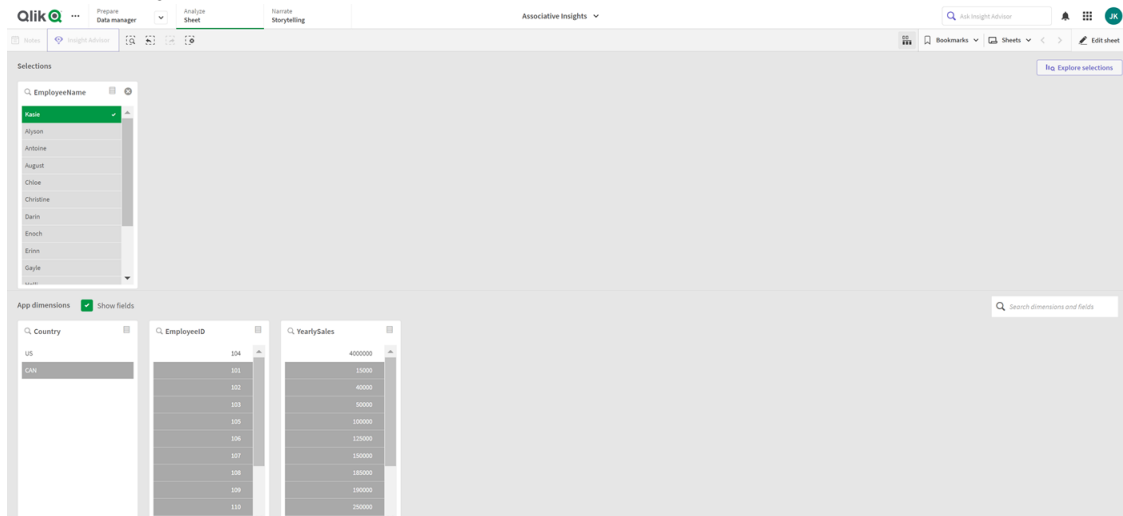 Qlik
Prepare
Data manager
Analyze
Sheet
Narrate
Storytelling
Associative Insights
Ask Insight Advisor
JK
Notes
Insight Advisor
Bookmarks
Sheets
Edit sheet
Selections
Explore selections
EmployeeName
Kasie
Alyson
Antoine
August
Chloe
Christine
Darin
Enoch
Erinn
Gayle
App dimensions
Show fields
Search dimensions and fields
Country
US
CAN
EmployeeID
104
101
102
103
105
106
107
108
109
110
YearlySales
4000000
15000
40000
50000
100000
125000
150000
185000
190000
250000